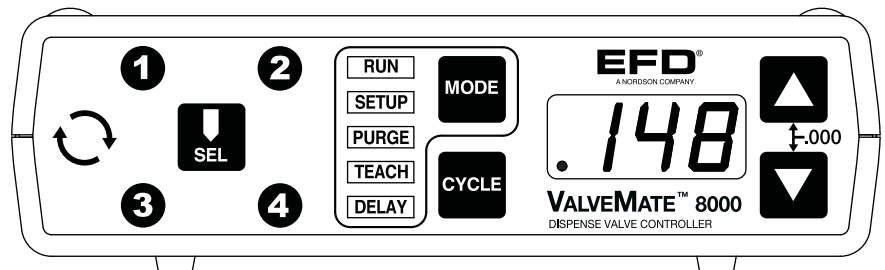 1
2
3
4
SEL
RUN
SETUP
PURGE
TEACH
DELAY
MODE
CYCLE
EFD®
A NORDSON COMPANY
.148
VALVEMATE™ 8000
DISPENSE VALVE CONTROLLER
.000